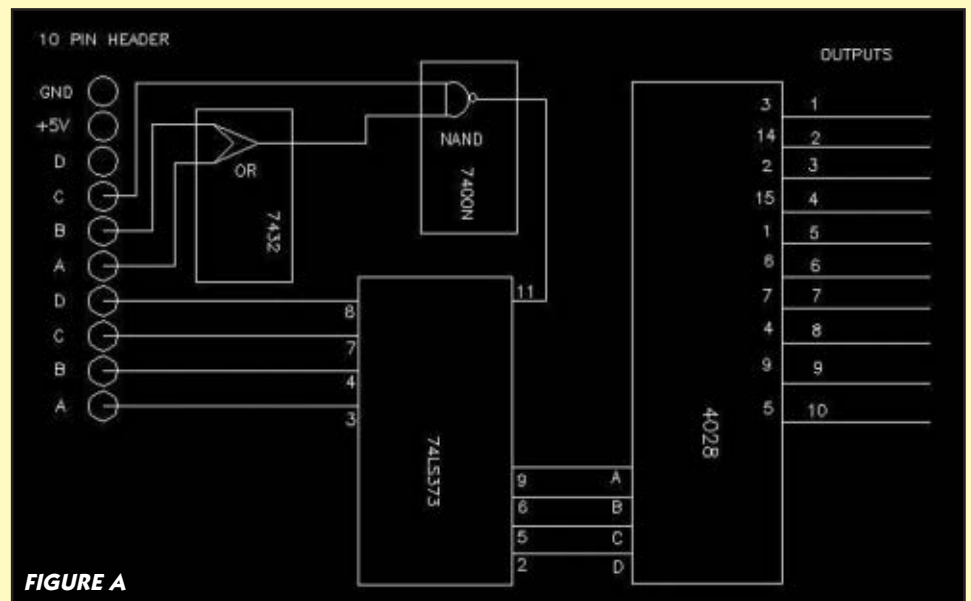 10 PIN HEADER
OUTPUTS
GND
+5V
D
C
B
A
D
C
B
A
OR
7432
NAND
7400N
11
8
7
4
3
74LS373
9 A
6 B
5 C
2 D
3 1
14 2
2 3
15 4
1 5
6 6
7 7
4 8
9 9
5 10
4028
FIGURE A